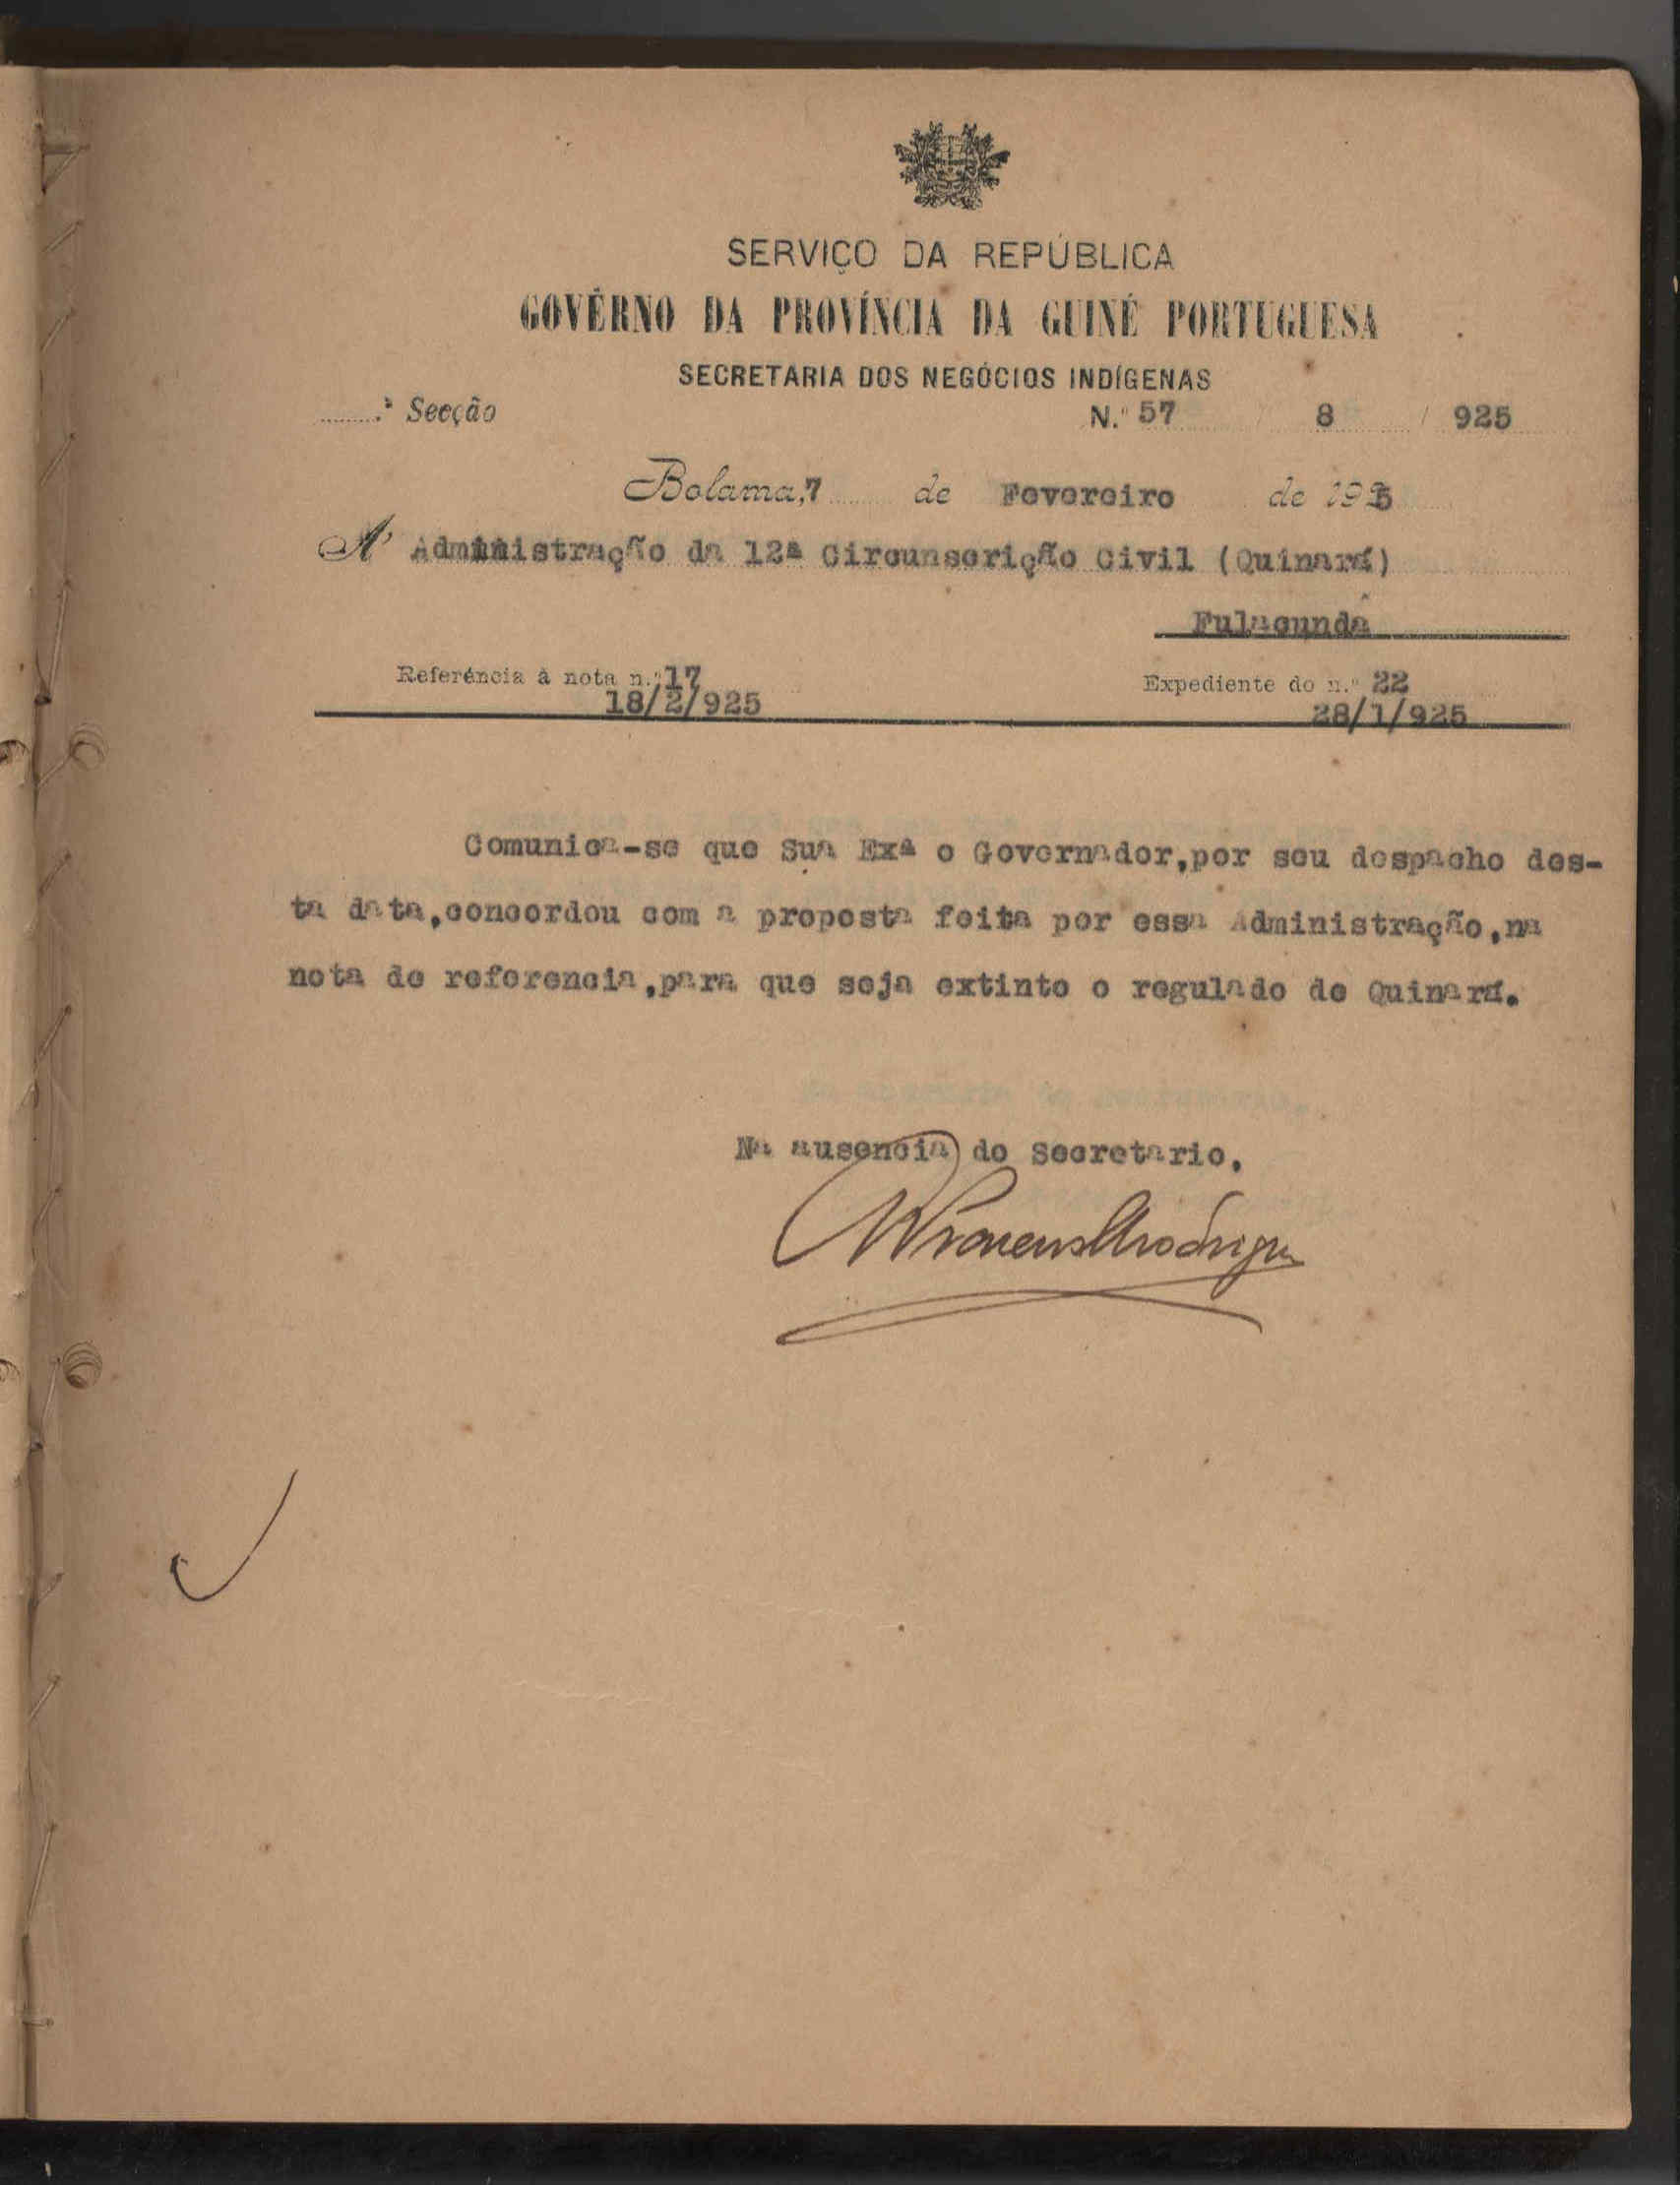 SERVIÇO DA REPÚBLICA
GOVÊRNO DA PROVÍNCIA DA GUINÉ PORTUGUESA
SECRETARIA DOS NEGÓCIOS INDÍGENAS
.ª Secção N.º 57 / 8 / 925
Bolama, 7 de Fevereiro de 1925
A' Administração da 12ª Circunscrição Civil (Quinará)
Fulacunda
Referência à nota n.º 17 Expediente do n.º 22
18/2/925 28/1/925
Comunica-se que Sua Exª o Governador,por seu despacho des-
ta data,concordou com a proposta feita por essa Administração,na
nota de referencia,para que seja extinto o regulado de Quinará.
Na ausencia do Secretario.